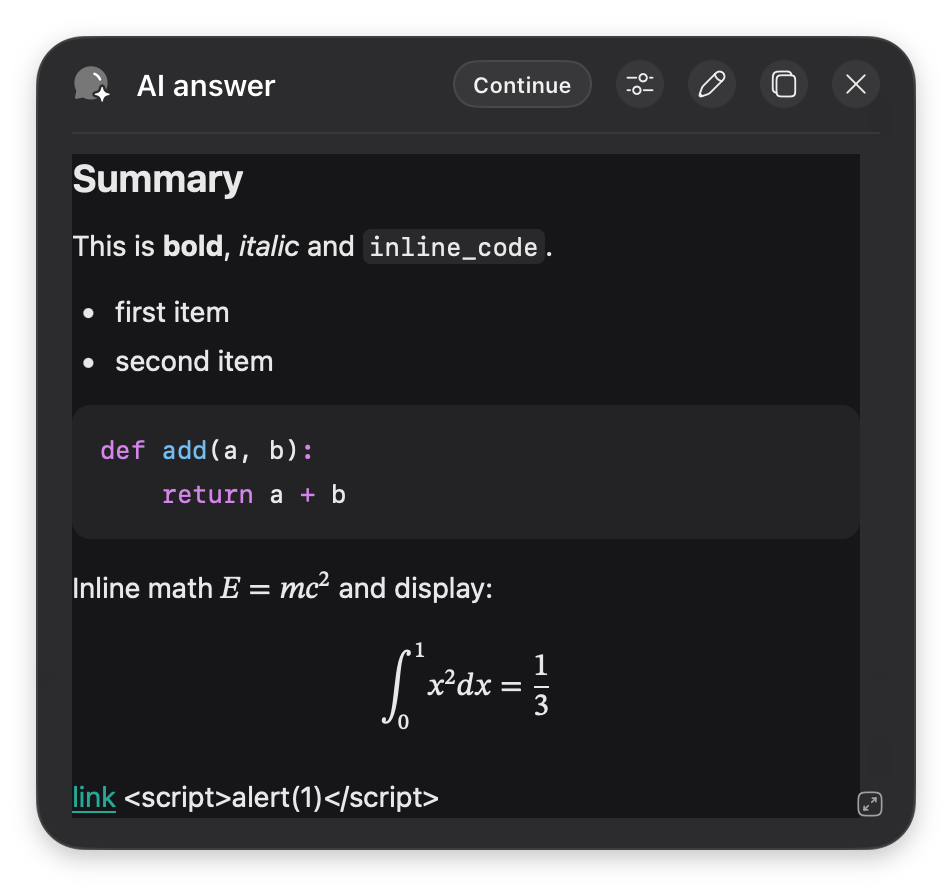 AI answer
Continue
Summary
This is bold, italic and inline_code.
• first item
• second item
def add(a, b):
    return a + b
Inline math E = mc² and display:
∫₀¹ x²dx = 1/3
link <script>alert(1)</script>